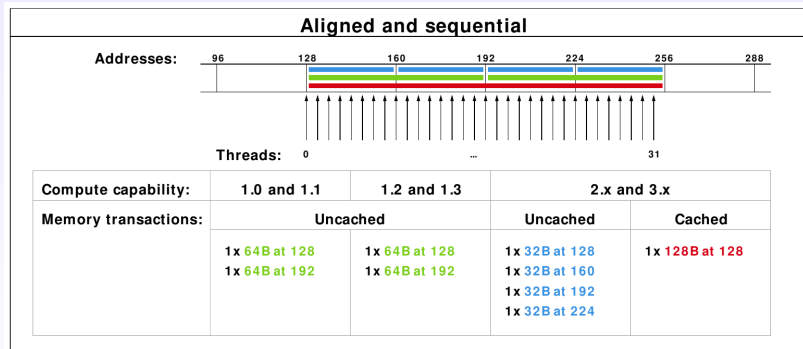 Aligned and sequential
Addresses: 96 128 160 192 224 256 288
Threads: 0 ... 31
Compute capability: 1.0 and 1.1 1.2 and 1.3 2.x and 3.x
Memory transactions: Uncached Uncached Cached
1x 64B at 128 1x 64B at 128 1x 32B at 128 1x 128B at 128
1x 64B at 192 1x 64B at 192 1x 32B at 160
1x 32B at 192
1x 32B at 224